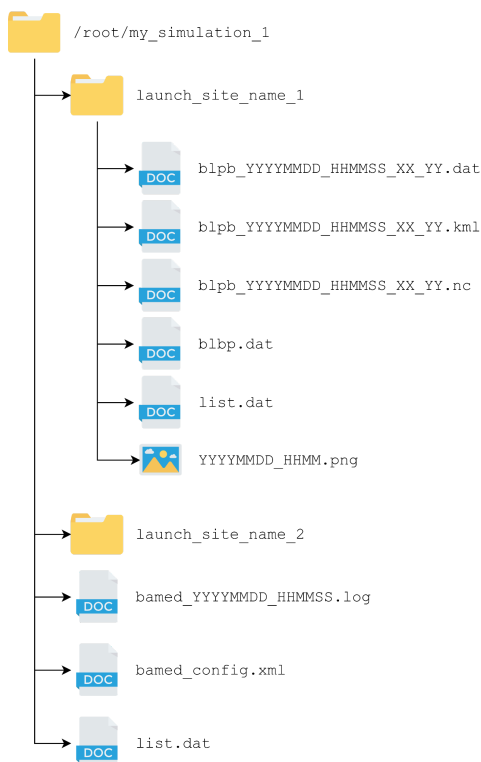 /root/my_simulation_1
launch_site_name_1
DOC blpb_YYYYMMDD_HHMMSS_XX_YY.dat
DOC blpb_YYYYMMDD_HHMMSS_XX_YY.kml
DOC blpb_YYYYMMDD_HHMMSS_XX_YY.nc
DOC blbp.dat
DOC list.dat
YYYYMMDD_HHMM.png
launch_site_name_2
DOC bamed_YYYYMMDD_HHMMSS.log
DOC bamed_config.xml
DOC list.dat